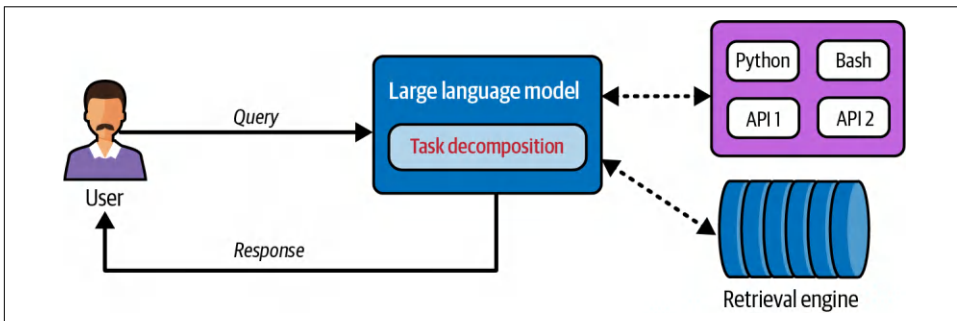 Python
Bash
Large language model
Query
API 1
API 2
Task decomposition
User
Response
Retrieval engine